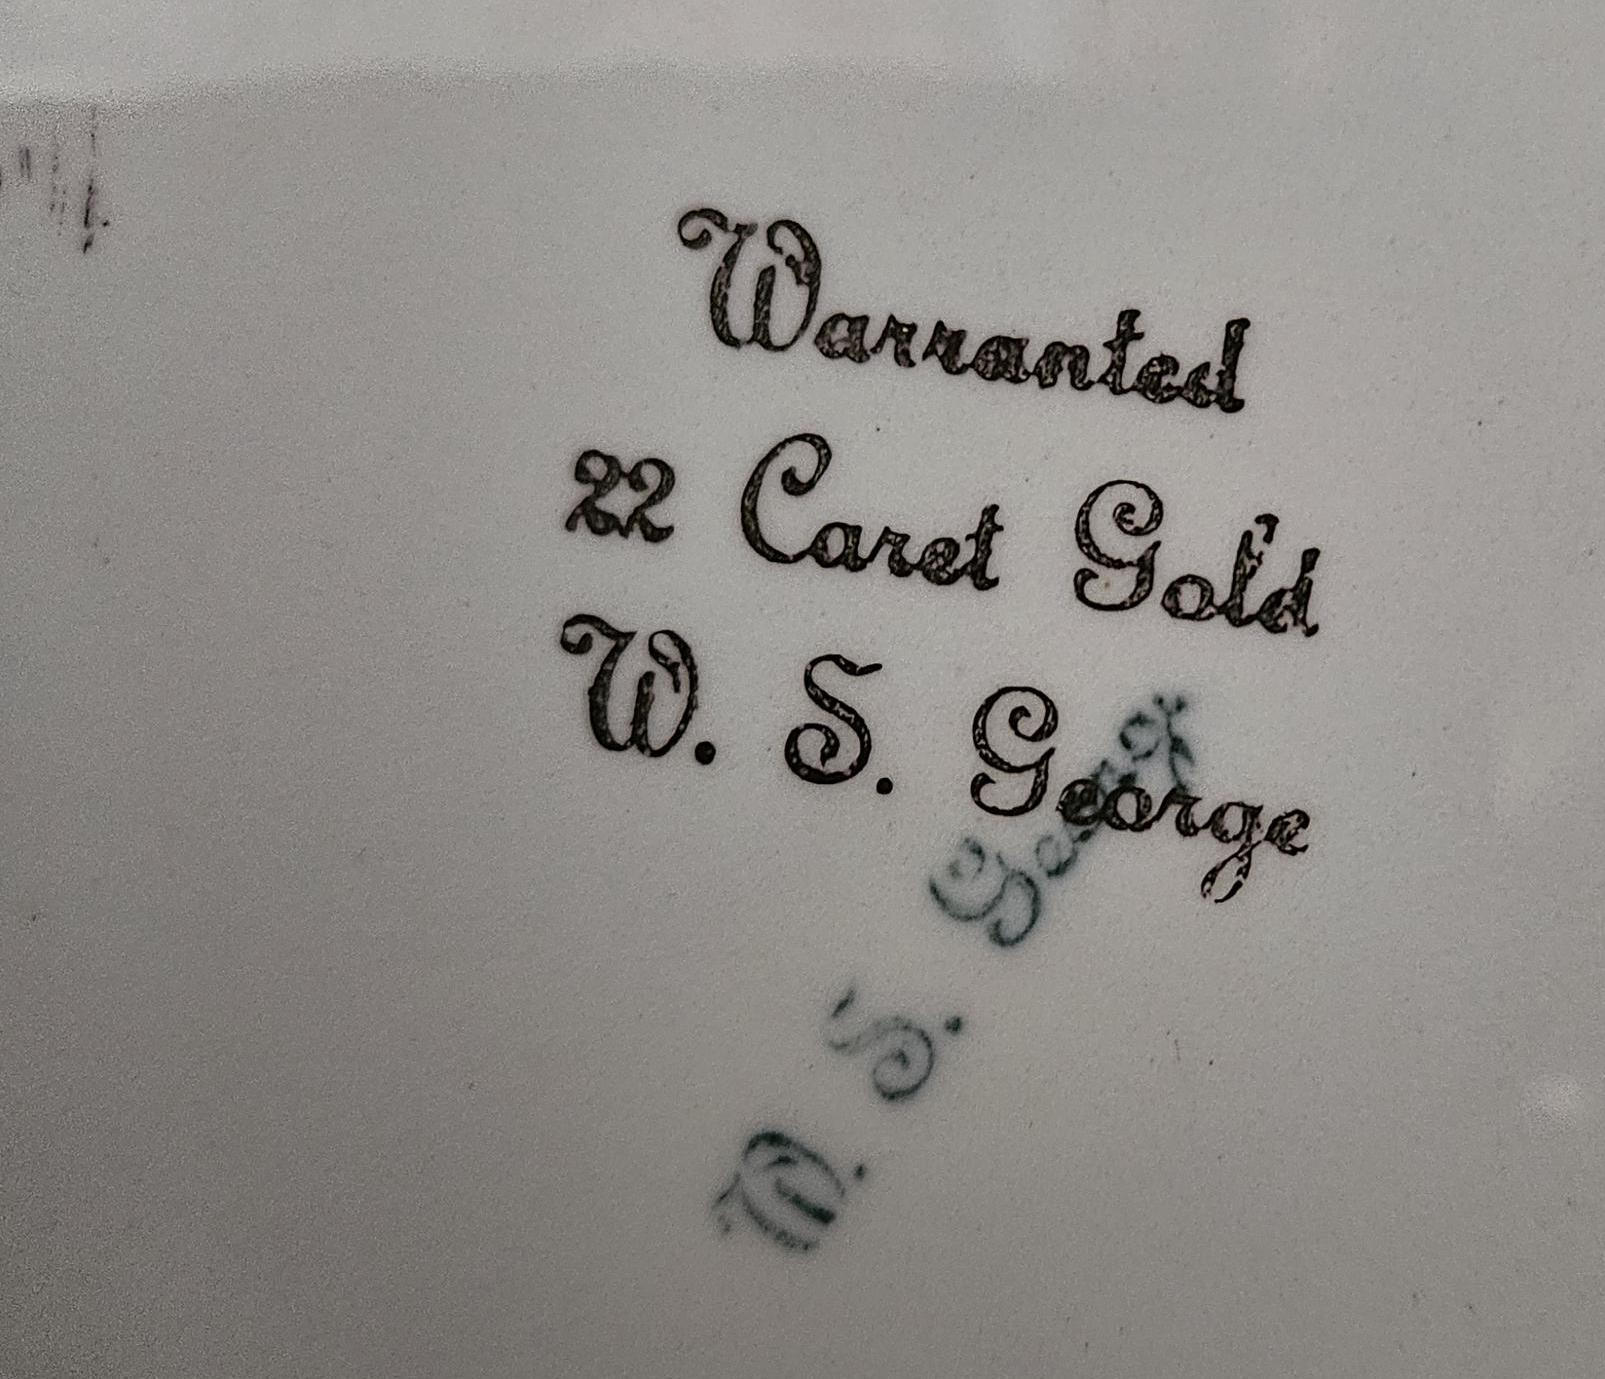 Warranted
22 Caret Gold
W. S. George
W. S. George